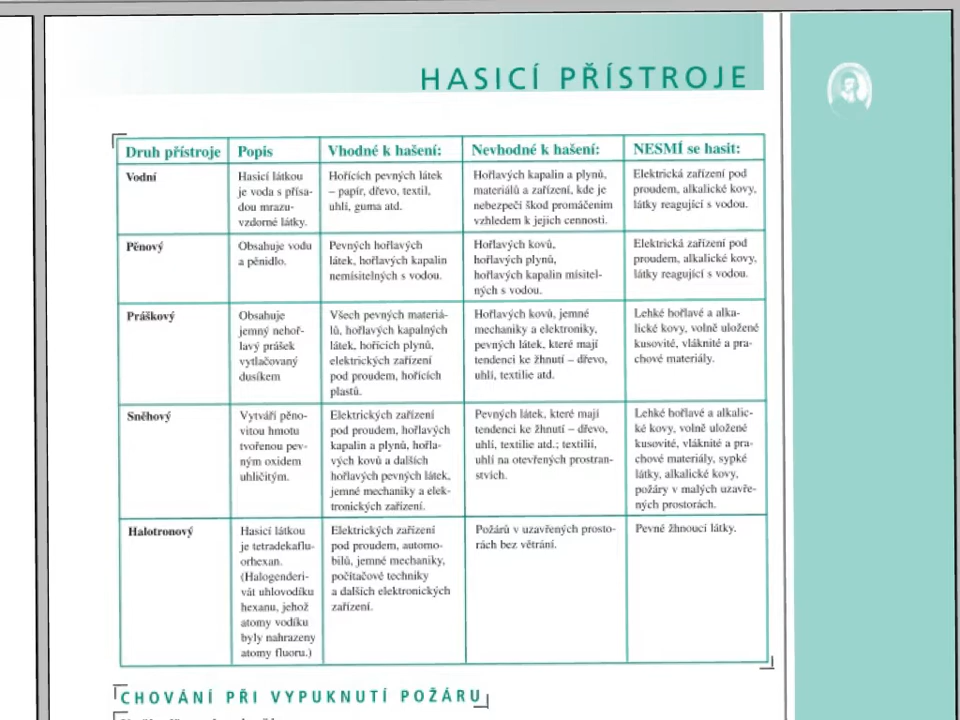 HASICÍ PŘÍSTROJE
Druh přístroje
Popis
Vhodné k hašení:
Nevhodné k hašení:
NESMÍ se hasit:
Vodní
Hasicí látkou
je voda s přísa-
dou mrazu-
vzdorné látky.
Hořících pevných látek
– papír, dřevo, textil,
uhlí, guma atd.
Hořlavých kapalin a plynů,
materiálů a zařízení, kde je
nebezpečí škod promáčením
vzhledem k jejich cennosti.
Elektrická zařízení pod
proudem, alkalické kovy,
látky reagující s vodou.
Pěnový
Obsahuje vodu
a pěnidlo.
Pevných hořlavých
látek, hořlavých kapalin
nemísitelných s vodou.
Hořlavých kovů,
hořlavých plynů,
hořlavých kapalin mísitel-
ných s vodou.
Elektrická zařízení pod
proudem, alkalické kovy,
látky reagující s vodou.
Práškový
Obsahuje
jemný nehoř-
lavý prášek
vytlačovaný
dusíkem
Všech pevných materiá-
lů, hořlavých kapalných
látek, hořících plynů,
elektrických zařízení
pod proudem, hořících
plastů.
Hořlavých kovů, jemné
mechaniky a elektroniky,
pevných látek, které mají
tendenci ke žhnutí – dřevo,
uhlí, textilie atd.
Lehké hořlavé a alka-
lické kovy, volně uložené
kusovité, vláknité a pra-
chové materiály.
Sněhový
Vytváří pěno-
vitou hmotu
tvořenou pev-
ným oxidem
uhličitým.
Elektrických zařízení
pod proudem, hořlavých
kapalin a plynů, hořla-
vých kovů a dalších
hořlavých pevných látek,
jemné mechaniky a elek-
tronických zařízení.
Pevných látek, které mají
tendenci ke žhnutí – dřevo,
uhlí, textilie atd.; textilií,
uhlí na otevřených prostran-
stvích.
Lehké hořlavé a alkalic-
ké kovy, volně uložené
kusovité, vláknité a pra-
chové materiály, sypké
látky, alkalické kovy,
požáry v malých uzavře-
ných prostorách.
Halotronový
Hasicí látkou
je tetradekaflu-
orhexan.
(Halogenderi-
vát uhlovodíku
hexanu, jehož
atomy vodíku
byly nahrazeny
atomy fluoru.)
Elektrických zařízení
pod proudem, automo-
bilů, jemné mechaniky,
počítačové techniky
a dalších elektronických
zařízení.
Požárů v uzavřených prosto-
rách bez větrání.
Pevné žhnoucí látky.
CHOVÁNÍ PŘI VYPUKNUTÍ POŽÁRU